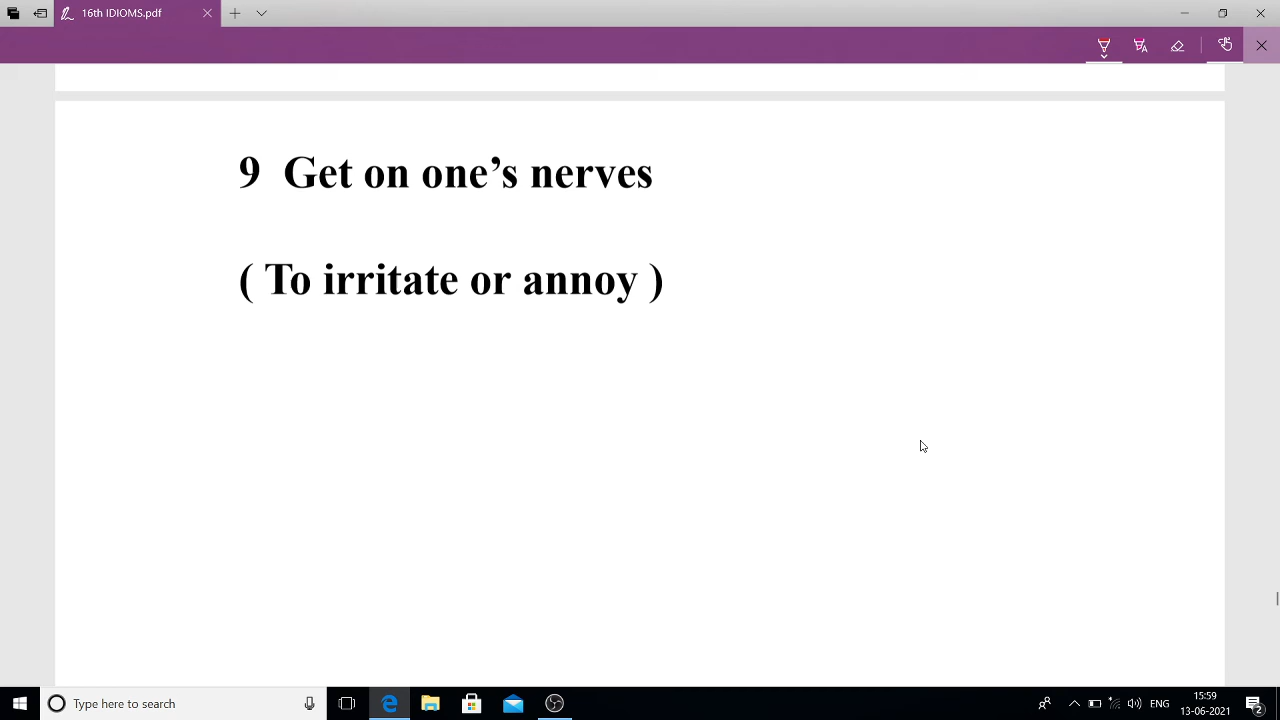 16th IDIOMS.pdf
9 Get on one’s nerves
( To irritate or annoy )
Type here to search
ENG
15:59
13-06-2021
2